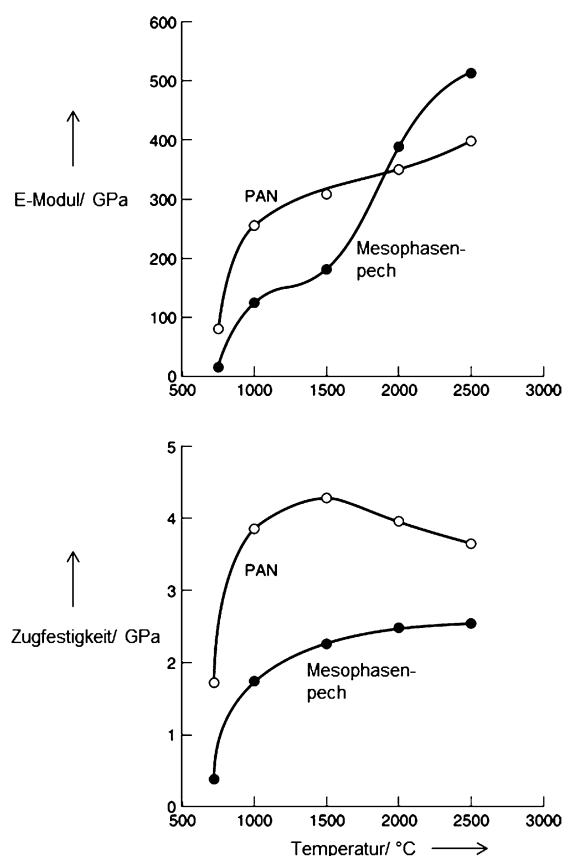 600
500
400
300
200
100
0
E-Modul/ GPa
PAN
Mesophasen-
pech
500 1000 1500 2000 2500 3000
5
4
3
2
1
0
Zugfestigkeit/ GPa
PAN
Mesophasen-
pech
500 1000 1500 2000 2500 3000
Temperatur/ °C